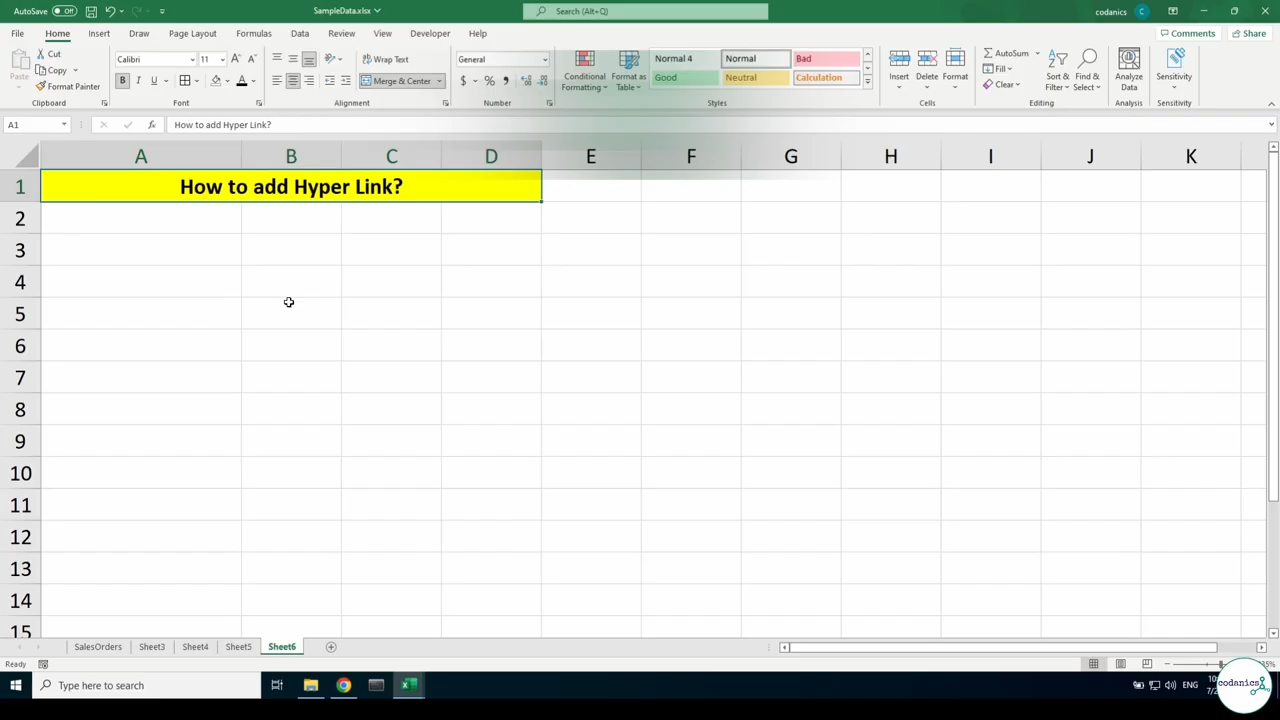 AutoSave Off SampleData.xlsx Search (Alt+Q) codanics C
File Home Insert Draw Page Layout Formulas Data Review View Developer Help Comments Share
Paste Cut Copy Format Painter Clipboard
Calibri 11 A A B I U A Font
Wrap Text Merge & Center Alignment
General $ % Number
Conditional Formatting Format as Table Normal 4 Normal Bad Good Neutral Calculation Styles
Insert Delete Format Cells
AutoSum Fill Clear Sort & Filter Find & Select Editing
Analyze Data Analysis
Sensitivity Sensitivity
A1 fx How to add Hyper Link?
A B C D E F G H I J K
1 How to add Hyper Link?
2
3
4
5
6
7
8
9
10
11
12
13
14
15
SalesOrders Sheet3 Sheet4 Sheet5 Sheet6
Ready
Type here to search ENG
codanics